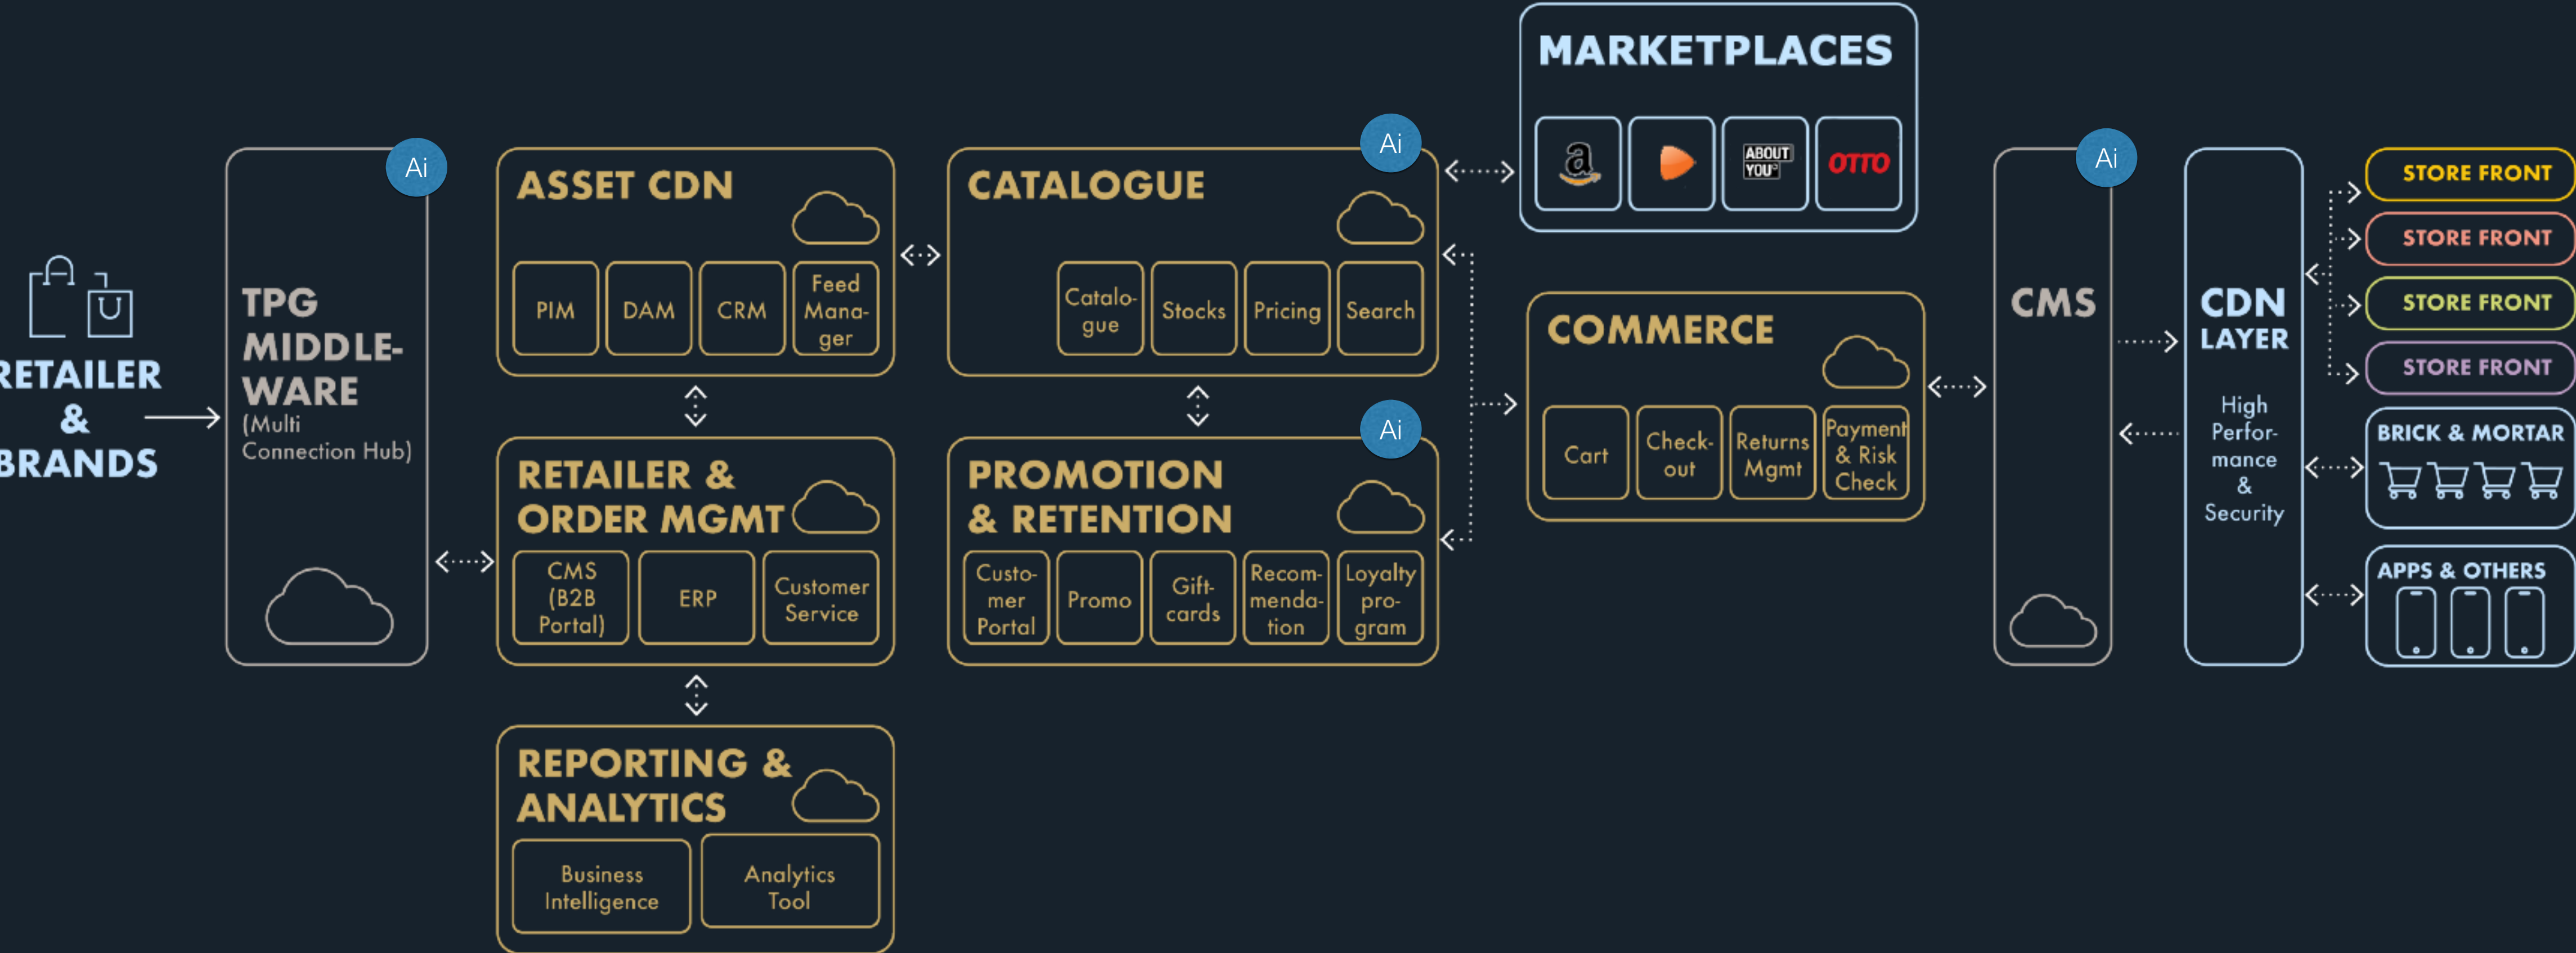 RETAILER
&
BRANDS
TPG
MIDDLE-
WARE
(Multi
Connection Hub)
Ai
ASSET CDN
PIM
DAM
CRM
Feed
Mana-
ger
RETAILER &
ORDER MGMT
CMS
(B2B
Portal)
ERP
Customer
Service
REPORTING &
ANALYTICS
Business
Intelligence
Analytics
Tool
CATALOGUE
Ai
Catalo-
gue
Stocks
Pricing
Search
PROMOTION
& RETENTION
Ai
Custo-
mer
Portal
Promo
Gift-
cards
Recom-
menda-
tion
Loyalty
pro-
gram
MARKETPLACES
a
ABOUT
YOU
OTTO
COMMERCE
Cart
Check-
out
Returns
Mgmt
Payment
& Risk
Check
CMS
Ai
CDN
LAYER
High
Perfor-
mance
&
Security
STORE FRONT
STORE FRONT
STORE FRONT
STORE FRONT
BRICK & MORTAR
APPS & OTHERS